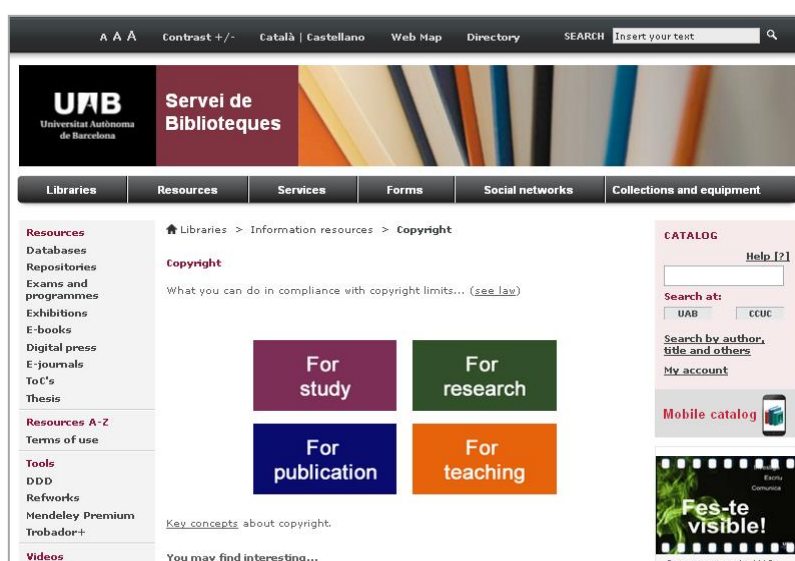 A A A Contrast +/- Català | Castellano Web Map Directory SEARCH Insert your text
UAB
Universitat Autònoma
de Barcelona
Servei de
Biblioteques
Libraries Resources Services Forms Social networks Collections and equipment
Resources
Databases
Repositories
Exams and
programmes
Exhibitions
E-books
Digital press
E-journals
ToC's
Thesis
Resources A-Z
Terms of use
Tools
DDD
Refworks
Mendeley Premium
Trobador+
Videos
Libraries > Information resources > Copyright
Copyright
What you can do in compliance with copyright limits... (see law)
For
study
For
research
For
publication
For
teaching
Key concepts about copyright.
You may find interesting...
CATALOG
Help [?]
Search at:
UAB CCUC
Search by author,
title and others
My account
Mobile catalog
Escriu
Comunica
Fes-te
visible!